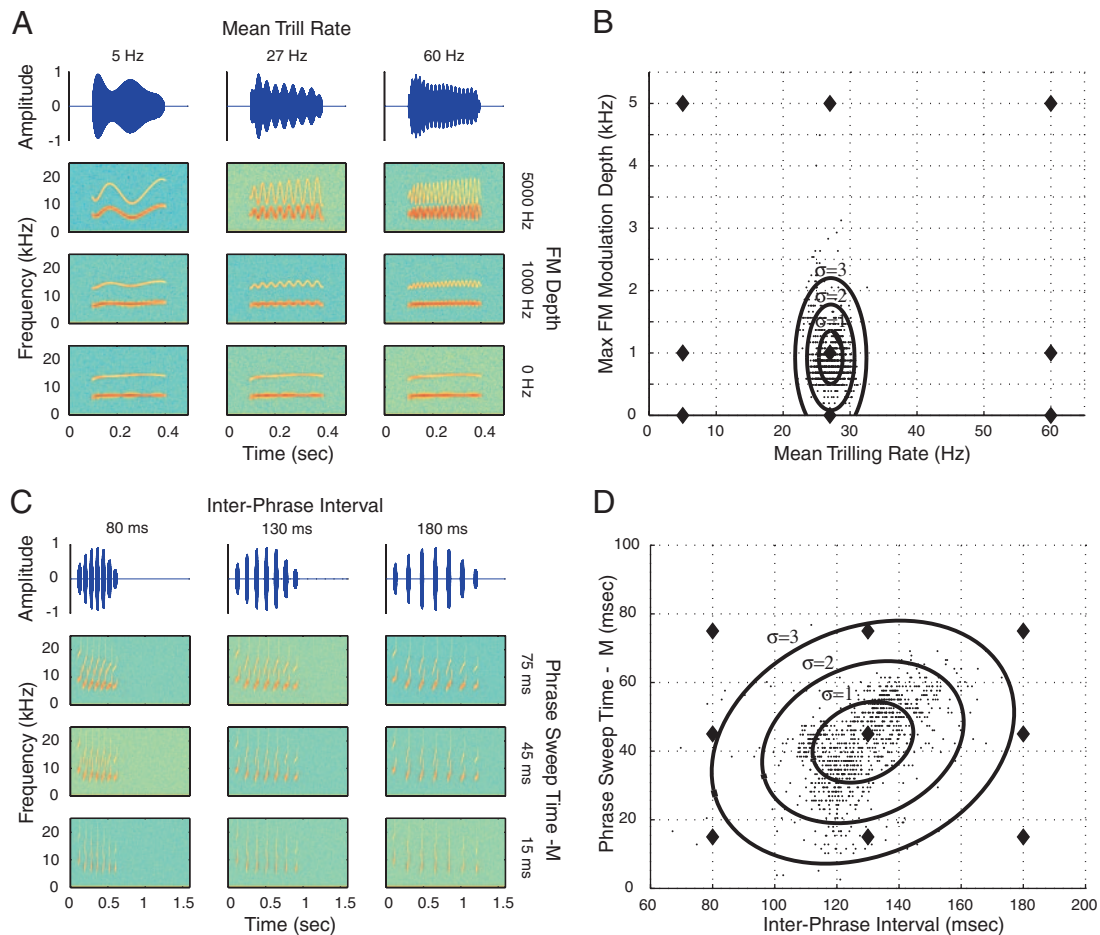 A
Mean Trill Rate
5 Hz 27 Hz 60 Hz
Amplitude
1
0
-1
Frequency (kHz)
20
10
0
20
10
0
20
10
0
5000 Hz
1000 Hz
0 Hz
FM Depth
0 0.2 0.4 0 0.2 0.4 0 0.2 0.4
Time (sec)
B
Max FM Modulation Depth (kHz)
5
4
3
2
1
0
σ=3
σ=2
σ=1
0 10 20 30 40 50 60
Mean Trilling Rate (Hz)
C
Inter-Phrase Interval
80 ms 130 ms 180 ms
Amplitude
1
0
-1
Frequency (kHz)
20
10
0
20
10
0
20
10
0
75 ms
45 ms
15 ms
Phrase Sweep Time -M
0 0.5 1 1.5 0 0.5 1 1.5 0 0.5 1 1.5
Time (sec)
D
Phrase Sweep Time - M (msec)
100
80
60
40
20
0
σ=3
σ=2
σ=1
60 80 100 120 140 160 180 200
Inter-Phrase Interval (msec)